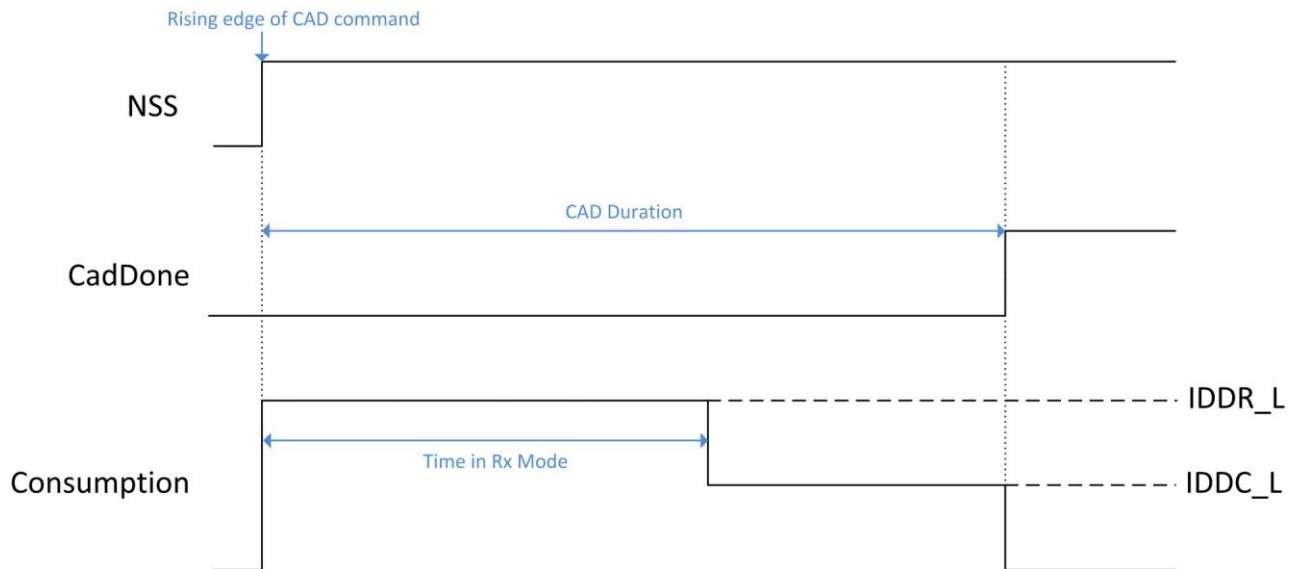 Rising edge of CAD command
NSS
CAD Duration
CadDone
IDDR_L
Time in Rx Mode
Consumption
IDDC_L